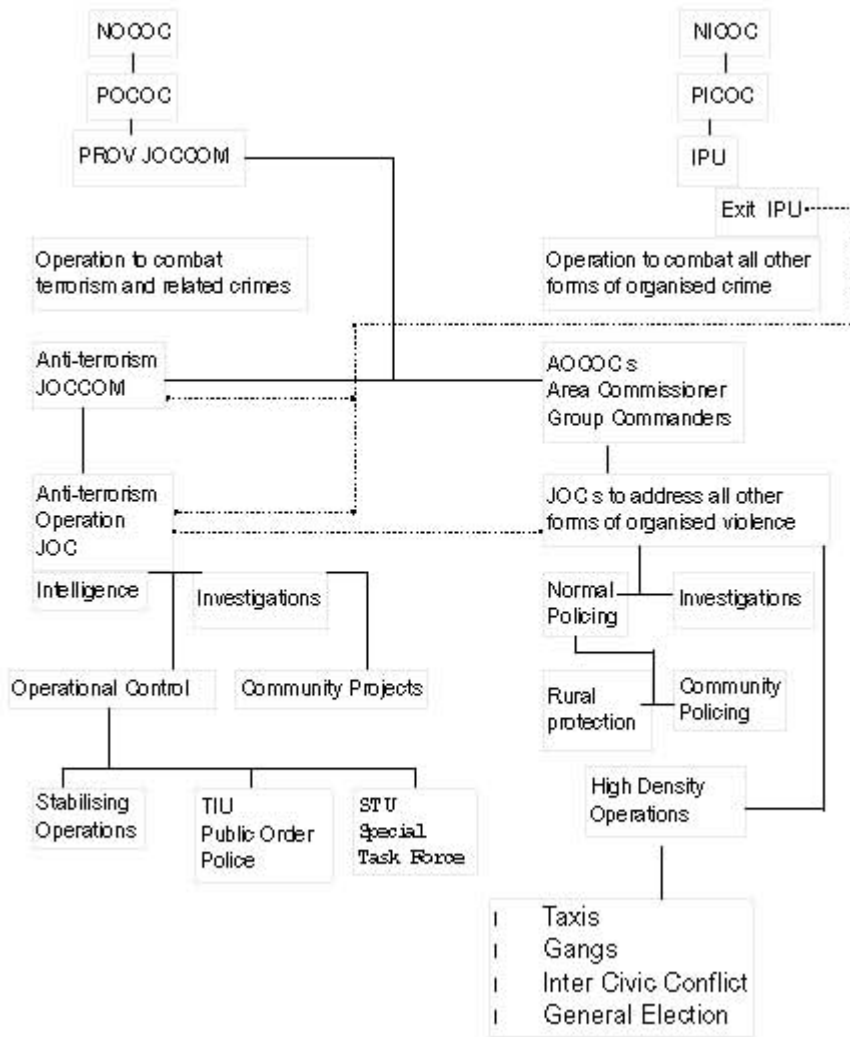 NOCOC
NICOC
POCOC
PICOC
PROV JOCCOM
IPU
Exit IPU
Operation to combat
terrorism and related crimes
Operation to combat all other
forms of organised crime
Anti-terrorism
JOCCOM
AOCOCs
Area Commissioner
Group Commanders
Anti-terrorism
Operation
JOC
JOCs to address all other
forms of organised violence
Intelligence
Investigations
Normal
Policing
Investigations
Operational Control
Community Projects
Rural
protection
Community
Policing
Stabilising
Operations
TIU
Public Order
Police
STU
Special
Task Force
High Density
Operations
Taxis
Gangs
Inter Civic Conflict
General Election